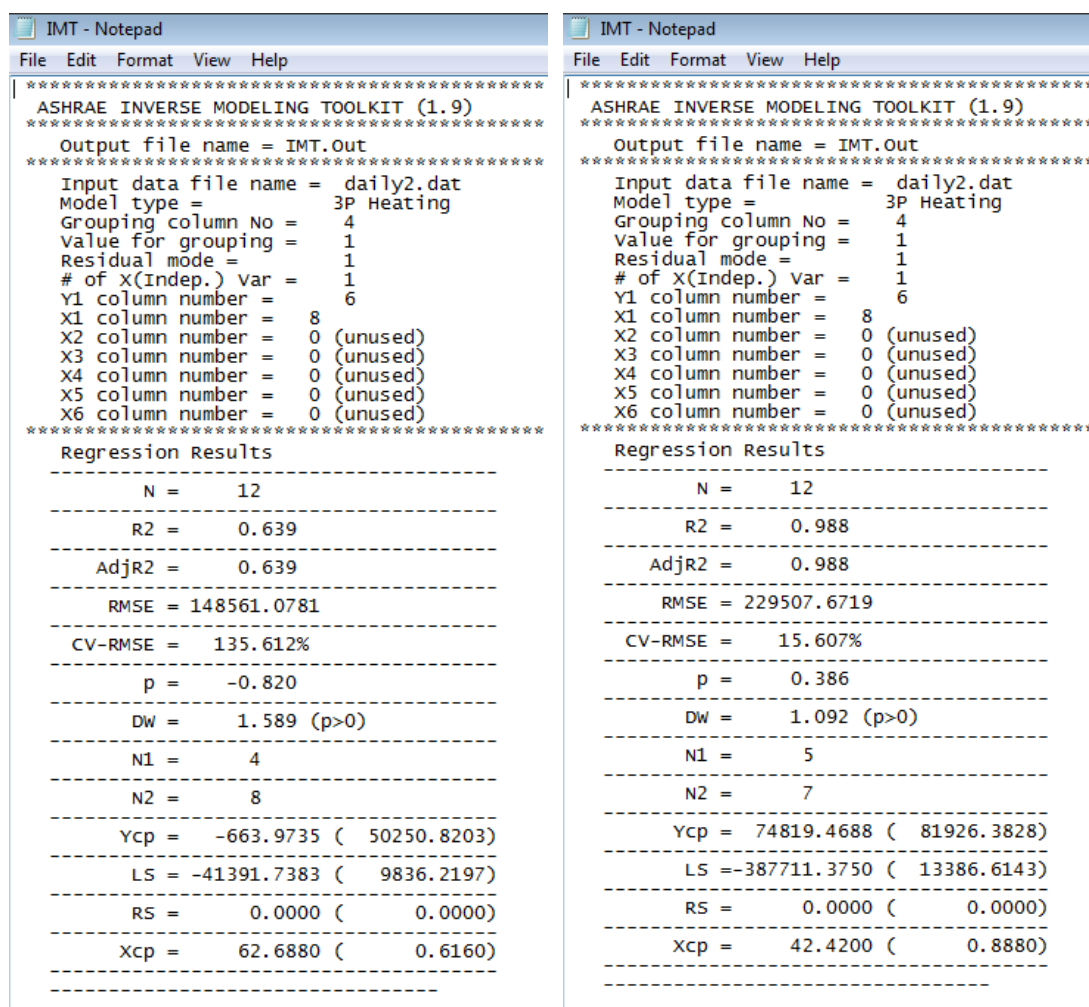 IMT - Notepad
File Edit Format View Help
********************************************
ASHRAE INVERSE MODELING TOOLKIT (1.9)
********************************************
Output file name = IMT.Out
********************************************
Input data file name = daily2.dat
Model type = 3P Heating
Grouping column No = 4
Value for grouping = 1
Residual mode = 1
# of X(Indep.) Var = 1
Y1 column number = 6
X1 column number = 8
X2 column number = 0 (unused)
X3 column number = 0 (unused)
X4 column number = 0 (unused)
X5 column number = 0 (unused)
X6 column number = 0 (unused)
********************************************
Regression Results
--------------------------------------
N = 12
--------------------------------------
R2 = 0.639
--------------------------------------
AdjR2 = 0.639
--------------------------------------
RMSE = 148561.0781
--------------------------------------
CV-RMSE = 135.612%
--------------------------------------
p = -0.820
--------------------------------------
DW = 1.589 (p>0)
--------------------------------------
N1 = 4
--------------------------------------
N2 = 8
--------------------------------------
Ycp = -663.9735 ( 50250.8203)
--------------------------------------
LS = -41391.7383 ( 9836.2197)
--------------------------------------
RS = 0.0000 ( 0.0000)
--------------------------------------
Xcp = 62.6880 ( 0.6160)
--------------------------------------
---------------------------------
IMT - Notepad
File Edit Format View Help
********************************************
ASHRAE INVERSE MODELING TOOLKIT (1.9)
********************************************
Output file name = IMT.Out
********************************************
Input data file name = daily2.dat
Model type = 3P Heating
Grouping column No = 4
Value for grouping = 1
Residual mode = 1
# of X(Indep.) Var = 1
Y1 column number = 6
X1 column number = 8
X2 column number = 0 (unused)
X3 column number = 0 (unused)
X4 column number = 0 (unused)
X5 column number = 0 (unused)
X6 column number = 0 (unused)
********************************************
Regression Results
--------------------------------------
N = 12
--------------------------------------
R2 = 0.988
--------------------------------------
AdjR2 = 0.988
--------------------------------------
RMSE = 229507.6719
--------------------------------------
CV-RMSE = 15.607%
--------------------------------------
p = 0.386
--------------------------------------
DW = 1.092 (p>0)
--------------------------------------
N1 = 5
--------------------------------------
N2 = 7
--------------------------------------
Ycp = 74819.4688 ( 81926.3828)
--------------------------------------
LS =-387711.3750 ( 13386.6143)
--------------------------------------
RS = 0.0000 ( 0.0000)
--------------------------------------
Xcp = 42.4200 ( 0.8880)
--------------------------------------
---------------------------------